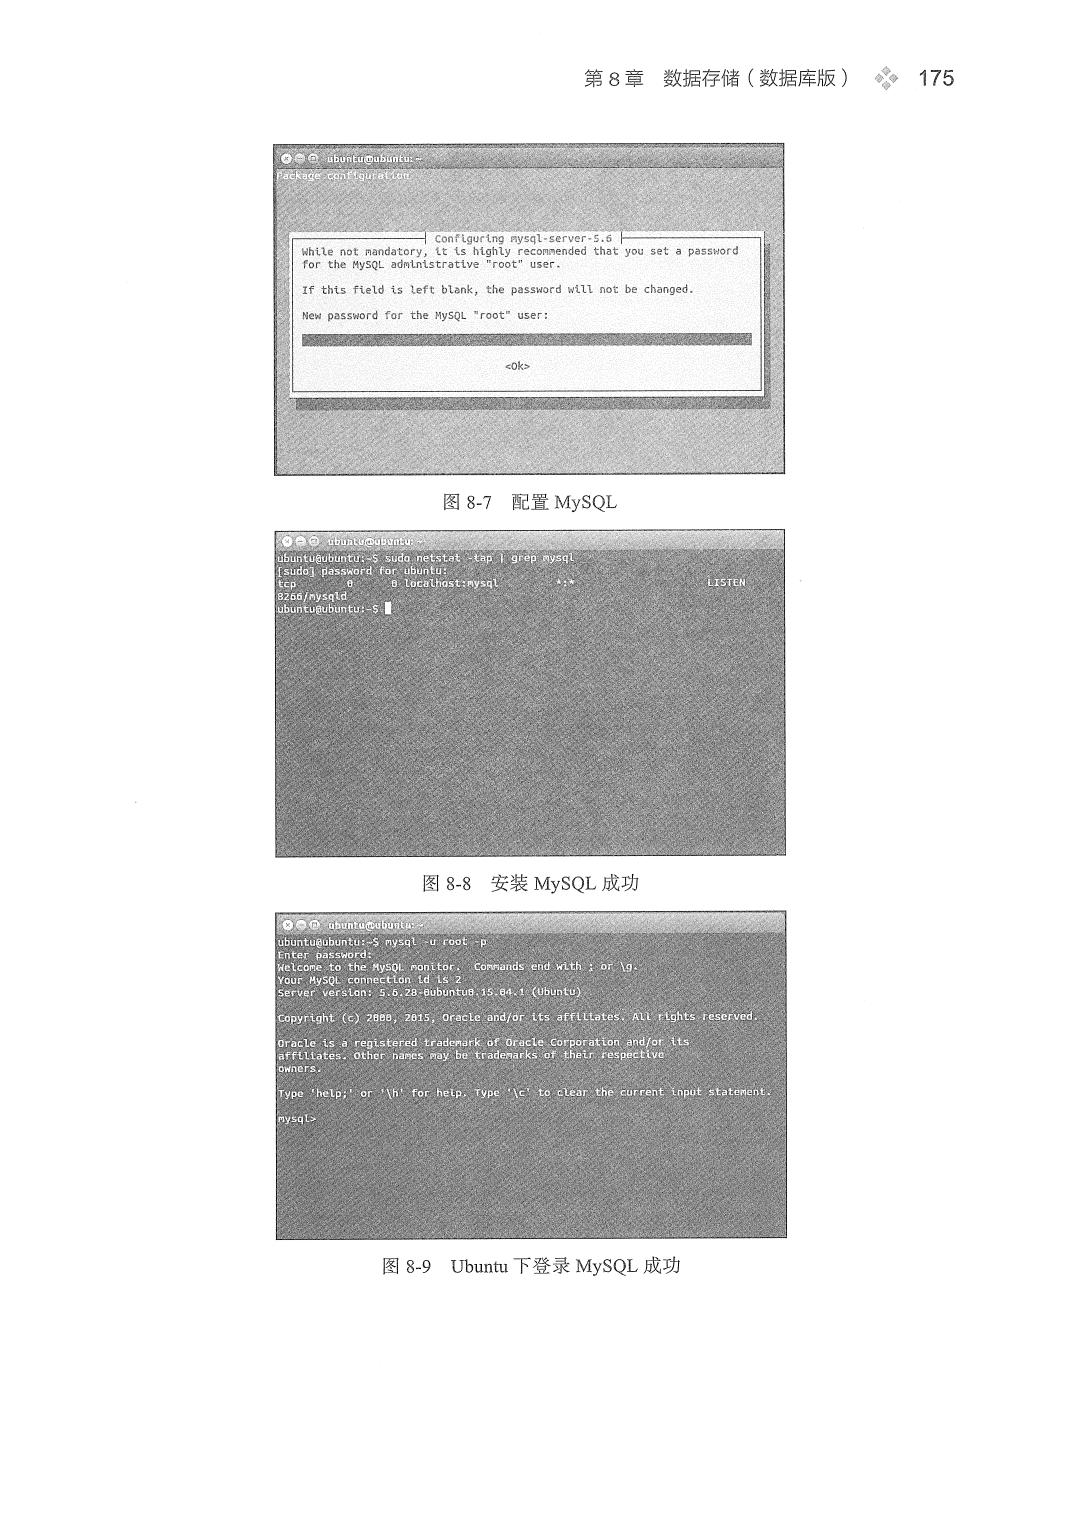 第 8 章　数据存储（数据库版）　175
ubuntu@ubuntu: ~
Package configuration
Configuring mysql-server-5.6
While not mandatory, it is highly recommended that you set a password
for the MySQL administrative "root" user.
If this field is left blank, the password will not be changed.
New password for the MySQL "root" user:
<Ok>
图 8-7　配置 MySQL
ubuntu@ubuntu: ~
ubuntu@ubuntu:~$ sudo netstat -tap | grep mysql
[sudo] password for ubuntu:
tcp 0 0 localhost:mysql *:* LISTEN
8266/mysqld
ubuntu@ubuntu:~$
图 8-8　安装 MySQL 成功
ubuntu@ubuntu: ~
ubuntu@ubuntu:~$ mysql -u root -p
Enter password:
Welcome to the MySQL monitor.  Commands end with ; or \g.
Your MySQL connection id is 2
Server version: 5.6.28-0ubuntu0.15.04.1 (Ubuntu)
Copyright (c) 2000, 2015, Oracle and/or its affiliates. All rights reserved.
Oracle is a registered trademark of Oracle Corporation and/or its
affiliates. Other names may be trademarks of their respective
owners.
Type 'help;' or '\h' for help. Type '\c' to clear the current input statement.
mysql>
图 8-9　Ubuntu 下登录 MySQL 成功